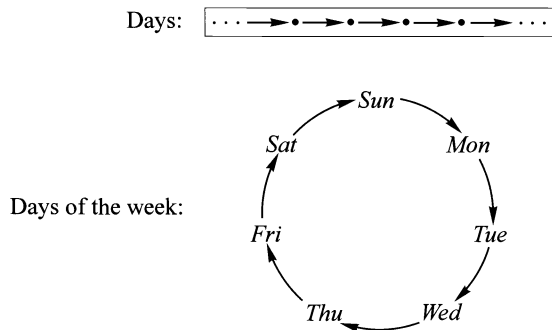 Days:
Sun
Sat
Mon
Days of the week:
Fri
Tue
Thu
Wed